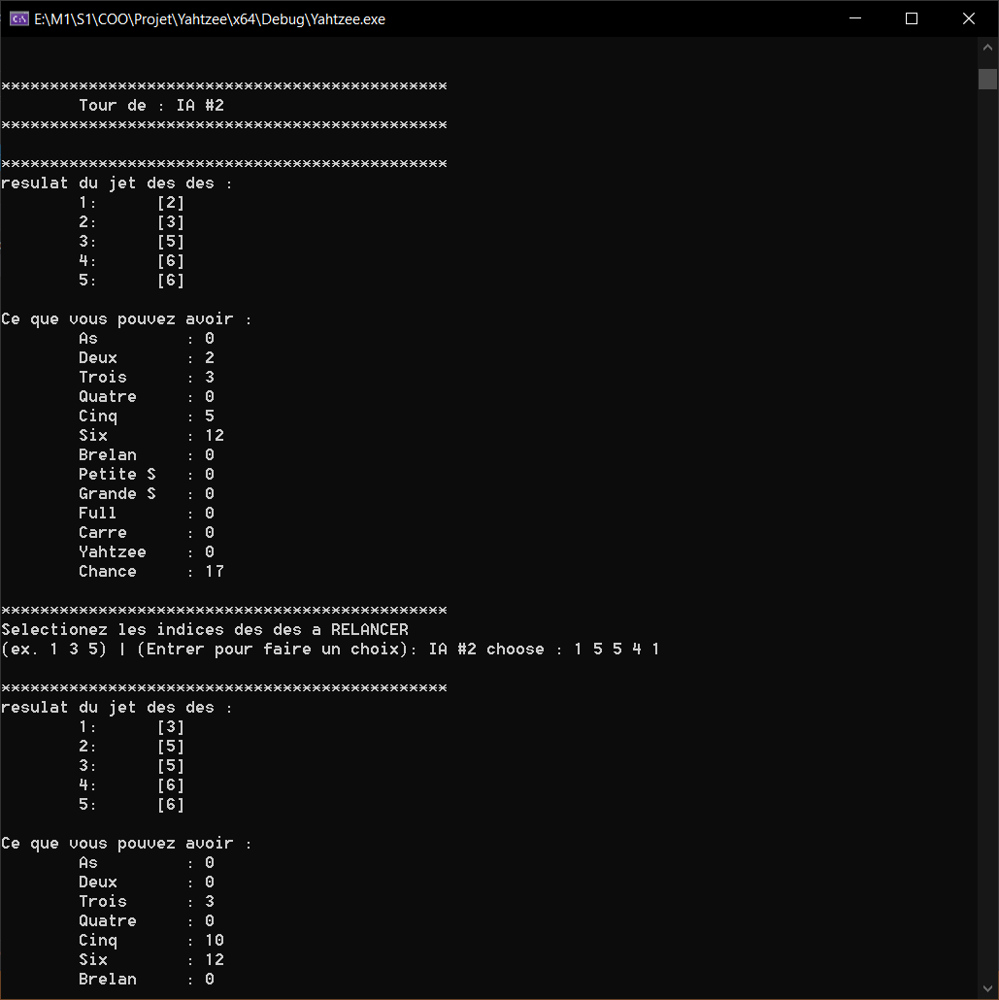 E:\M1\S1\COO\Projet\Yahtzee\x64\Debug\Yahtzee.exe
**********************************************
Tour de : IA #2
**********************************************
**********************************************
resulat du jet des des :
1: [2]
2: [3]
3: [5]
4: [6]
5: [6]
Ce que vous pouvez avoir :
As : 0
Deux : 2
Trois : 3
Quatre : 0
Cinq : 5
Six : 12
Brelan : 0
Petite S : 0
Grande S : 0
Full : 0
Carre : 0
Yahtzee : 0
Chance : 17
**********************************************
Selectionez les indices des des a RELANCER
(ex. 1 3 5) | (Entrer pour faire un choix): IA #2 choose : 1 5 5 4 1
**********************************************
resulat du jet des des :
1: [3]
2: [5]
3: [5]
4: [6]
5: [6]
Ce que vous pouvez avoir :
As : 0
Deux : 0
Trois : 3
Quatre : 0
Cinq : 10
Six : 12
Brelan : 0